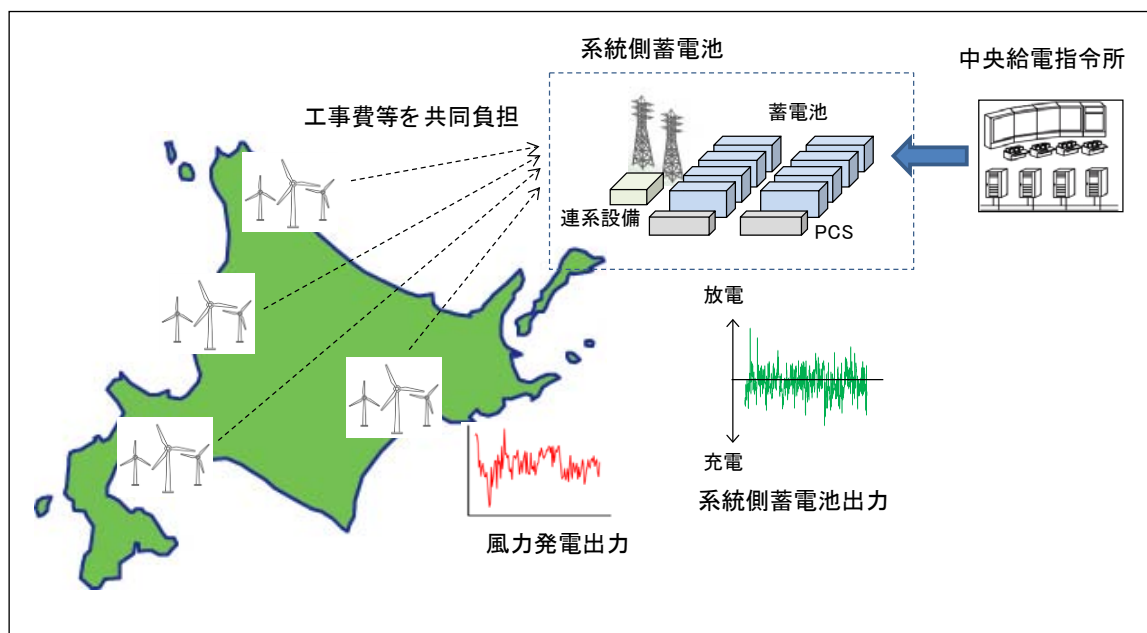 系統側蓄電池
中央給電指令所
工事費等を共同負担
蓄電池
連系設備
PCS
放電
充電
系統側蓄電池出力
風力発電出力